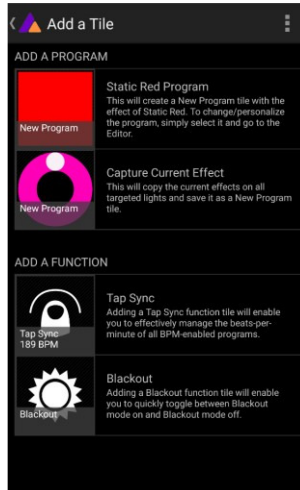 Add a Tile
ADD A PROGRAM
New Program
Static Red Program
This will create a New Program tile with the
effect of Static Red. To change/personalize
the program, simply select it and go to the
Editor.
New Program
Capture Current Effect
This will copy the current effects on all
targeted lights and save it as a New Program
tile.
ADD A FUNCTION
Tap Sync
189 BPM
Tap Sync
Adding a Tap Sync function tile will enable
you to effectively manage the beats-per-
minute of all BPM-enabled programs.
Blackout
Blackout
Adding a Blackout function tile will enable
you to quickly toggle between Blackout
mode on and Blackout mode off.